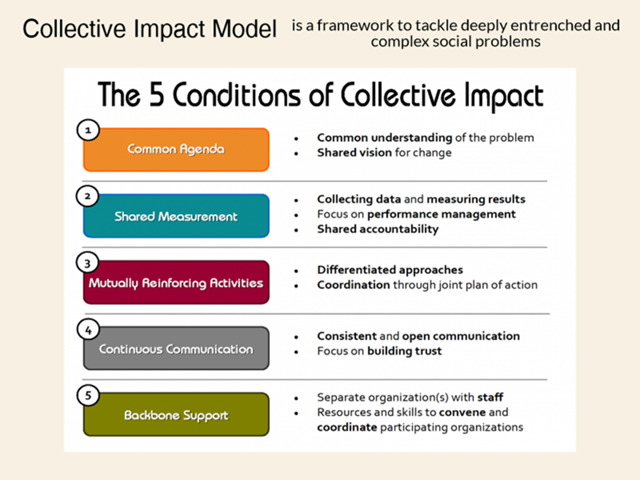 Collective Impact Model
is a framework to tackle deeply entrenched and
complex social problems
The 5 Conditions of Collective Impact
1
Common Agenda
• Common understanding of the problem
• Shared vision for change
2
Shared Measurement
• Collecting data and measuring results
• Focus on performance management
• Shared accountability
3
Mutually Reinforcing Activities
• Differentiated approaches
• Coordination through joint plan of action
4
Continuous Communication
• Consistent and open communication
• Focus on building trust
5
Backbone Support
• Separate organization(s) with staff
• Resources and skills to convene and
coordinate participating organizations